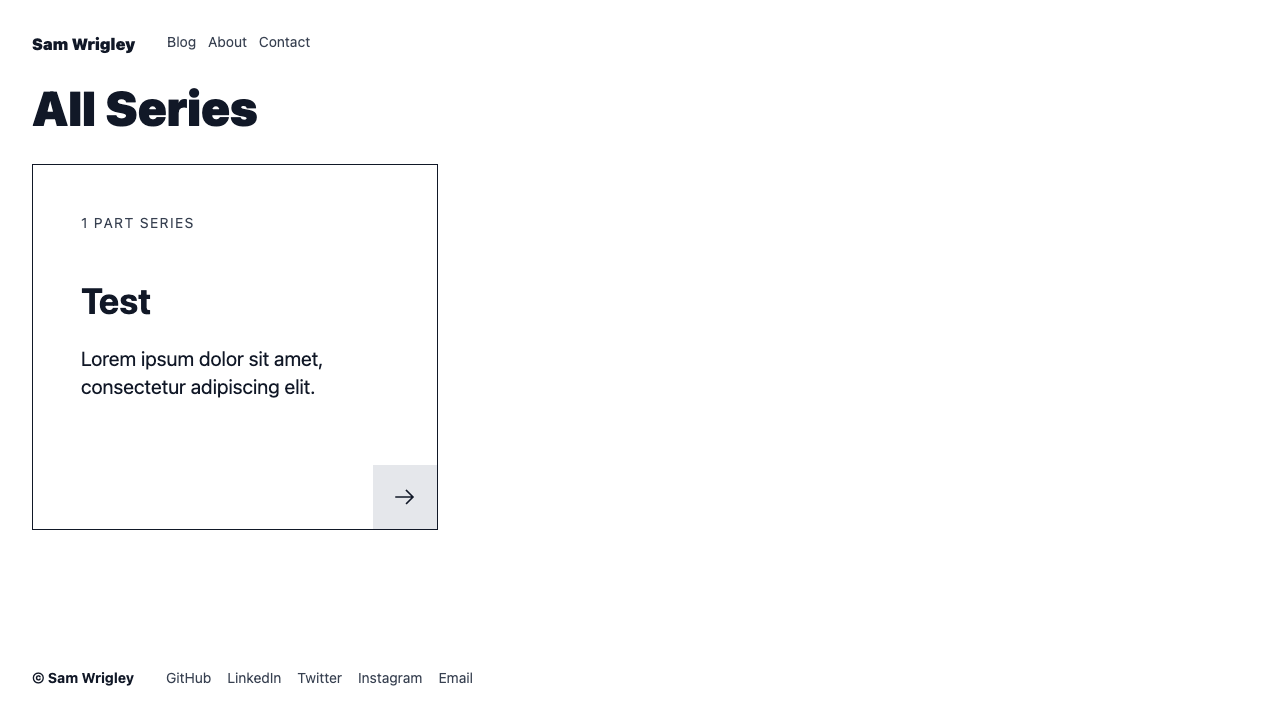 Sam Wrigley Blog About Contact
All Series
1 PART SERIES
Test
Lorem ipsum dolor sit amet,
consectetur adipiscing elit.
© Sam Wrigley GitHub LinkedIn Twitter Instagram Email